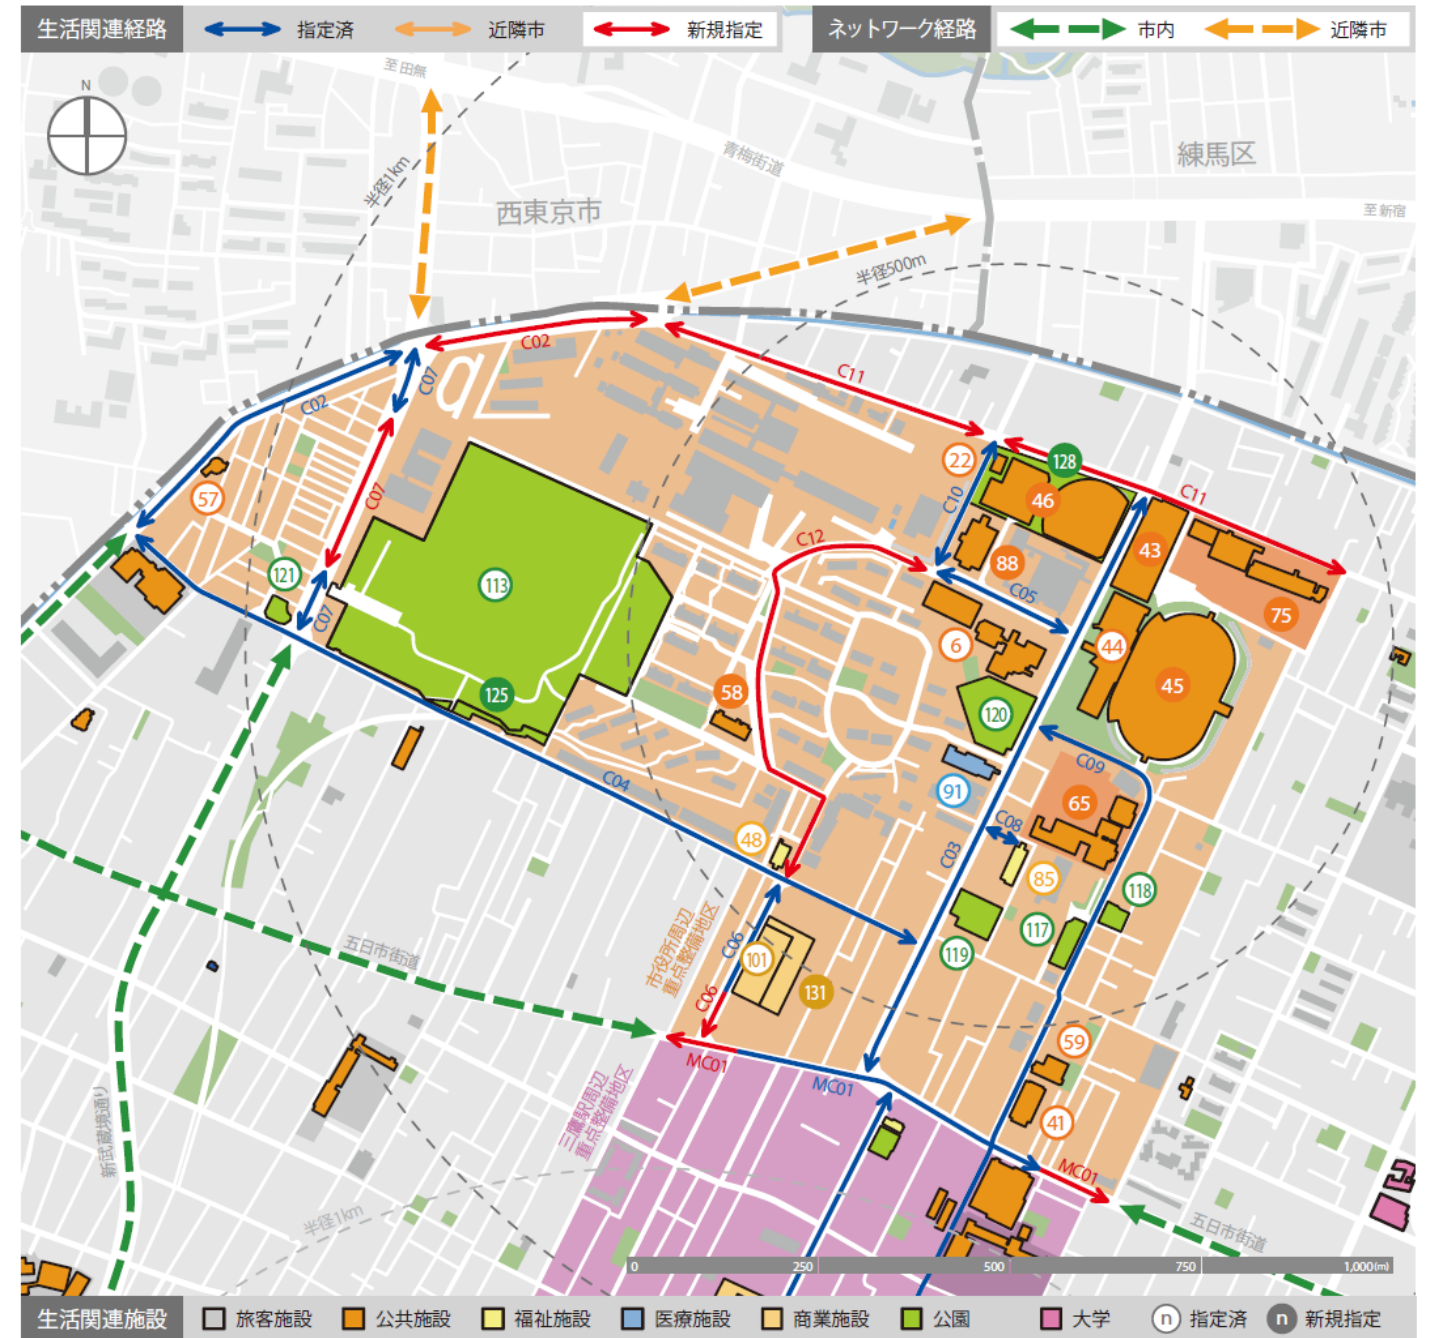 生活関連経路 指定済 近隣市 新規指定 ネットワーク経路 市内 近隣市
至 田無
N
半径1km
青梅街道
練馬区
西東京市
至 新宿
半径500m
C02
C11
C07
C02
22
128
C11
46
57
C07
C10
43
C12
88
121
113
C05
75
C07
6
44
125
58
45
120
C09
C04
91
65
C08
48
C03
85
118
市役所周辺
重点整備地区
C06
117
五日市街道
119
101
131
C06
59
MC01
MC01
三鷹駅周辺
重点整備地区
41
新武蔵境通り
MC01
半径1km
五日市街道
0 250 500 750 1,000(m)
生活関連施設 旅客施設 公共施設 福祉施設 医療施設 商業施設 公園 大学 n 指定済 n 新規指定